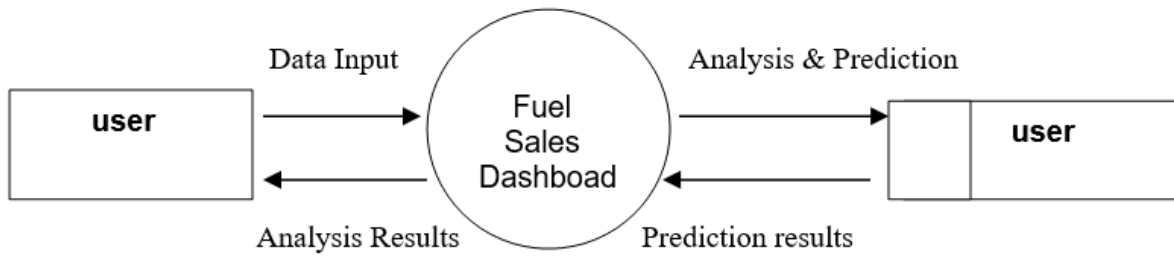 Data Input
Analysis & Prediction
user
Fuel
Sales
Dashboad
user
Analysis Results
Prediction results